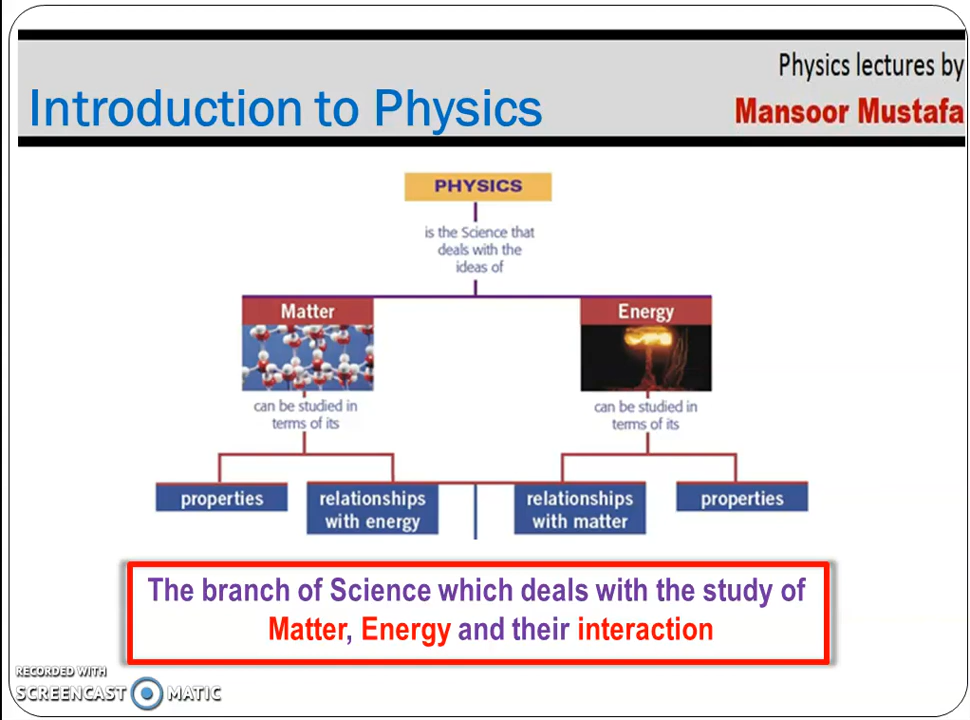 Physics lectures by
Introduction to Physics
Mansoor Mustafa
PHYSICS
is the Science that
deals with the
ideas of
Matter
Energy
can be studied in
terms of its
can be studied in
terms of its
properties
relationships
with energy
relationships
with matter
properties
The branch of Science which deals with the study of
Matter, Energy and their interaction
RECORDED WITH
SCREENCAST MATIC